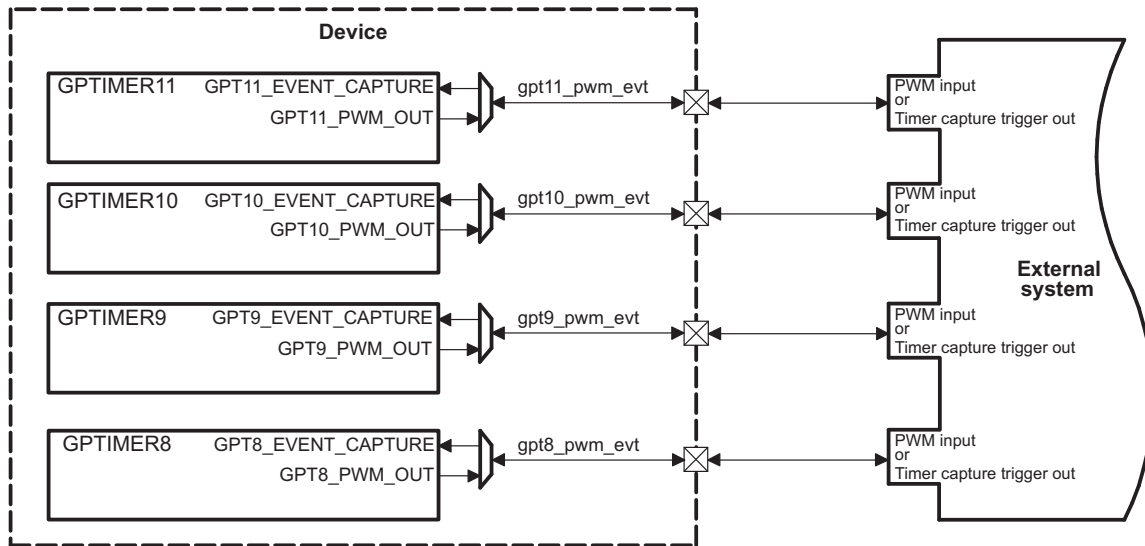 Device
GPTIMER11
GPT11_EVENT_CAPTURE
GPT11_PWM_OUT
gpt11_pwm_evt
PWM input
or
Timer capture trigger out
GPTIMER10
GPT10_EVENT_CAPTURE
GPT10_PWM_OUT
gpt10_pwm_evt
PWM input
or
Timer capture trigger out
External
system
GPTIMER9
GPT9_EVENT_CAPTURE
GPT9_PWM_OUT
gpt9_pwm_evt
PWM input
or
Timer capture trigger out
GPTIMER8
GPT8_EVENT_CAPTURE
GPT8_PWM_OUT
gpt8_pwm_evt
PWM input
or
Timer capture trigger out